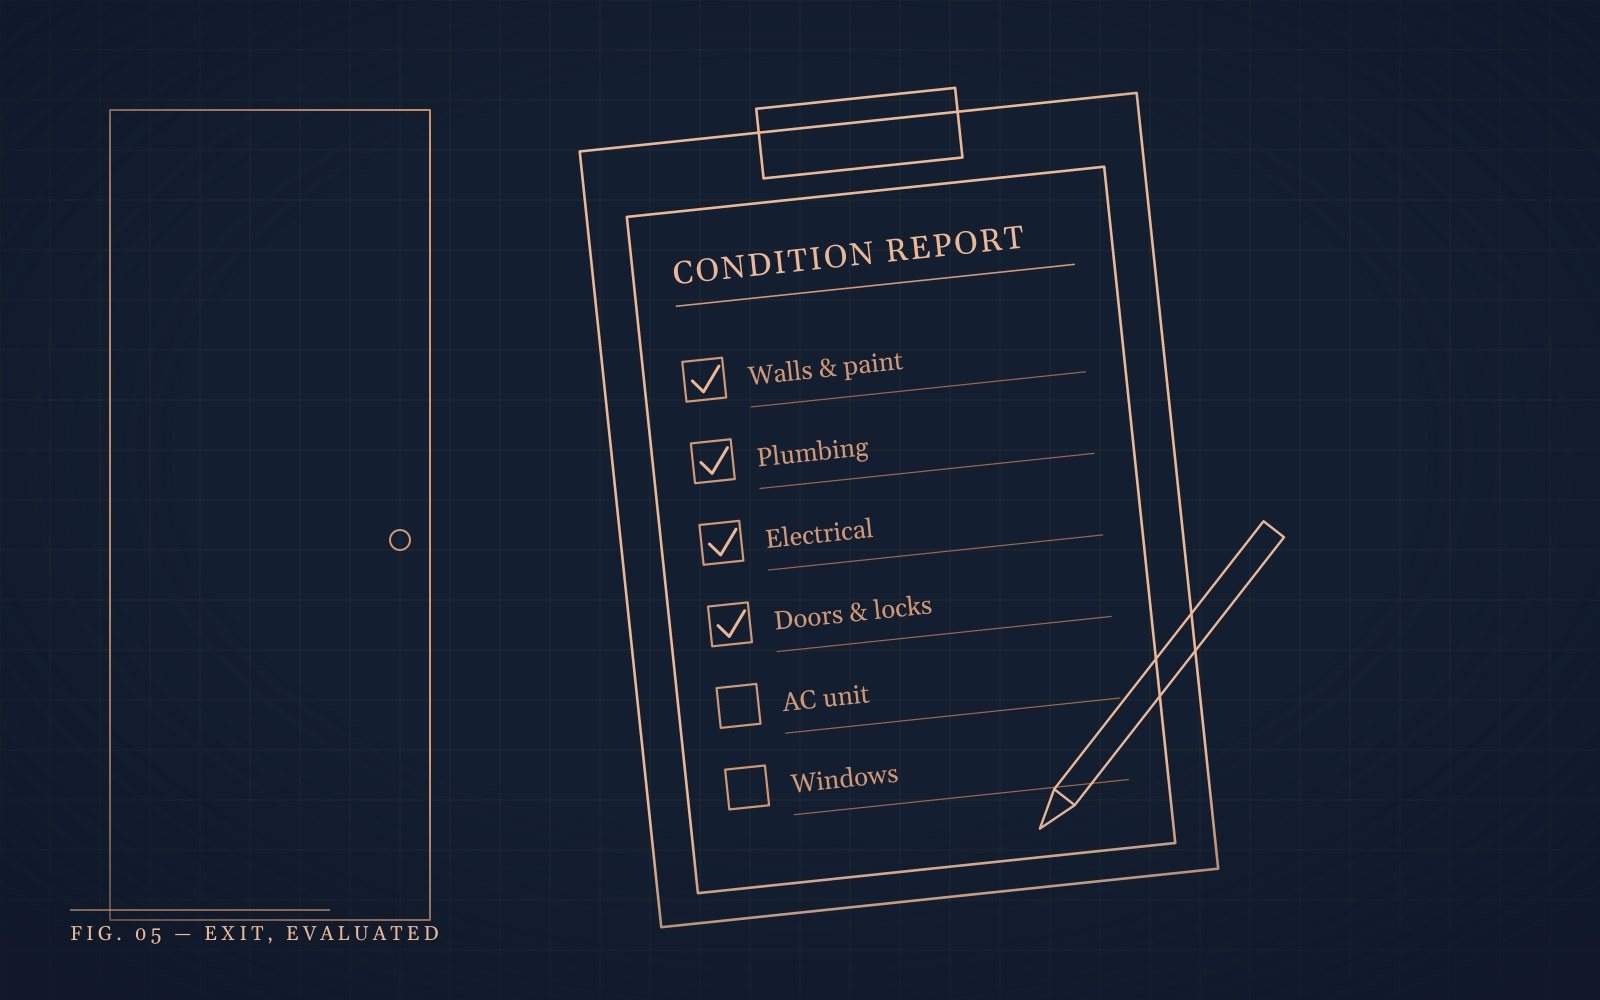 CONDITION REPORT
Walls & paint
Plumbing
Electrical
Doors & locks
AC unit
Windows
FIG. 05 — EXIT, EVALUATED